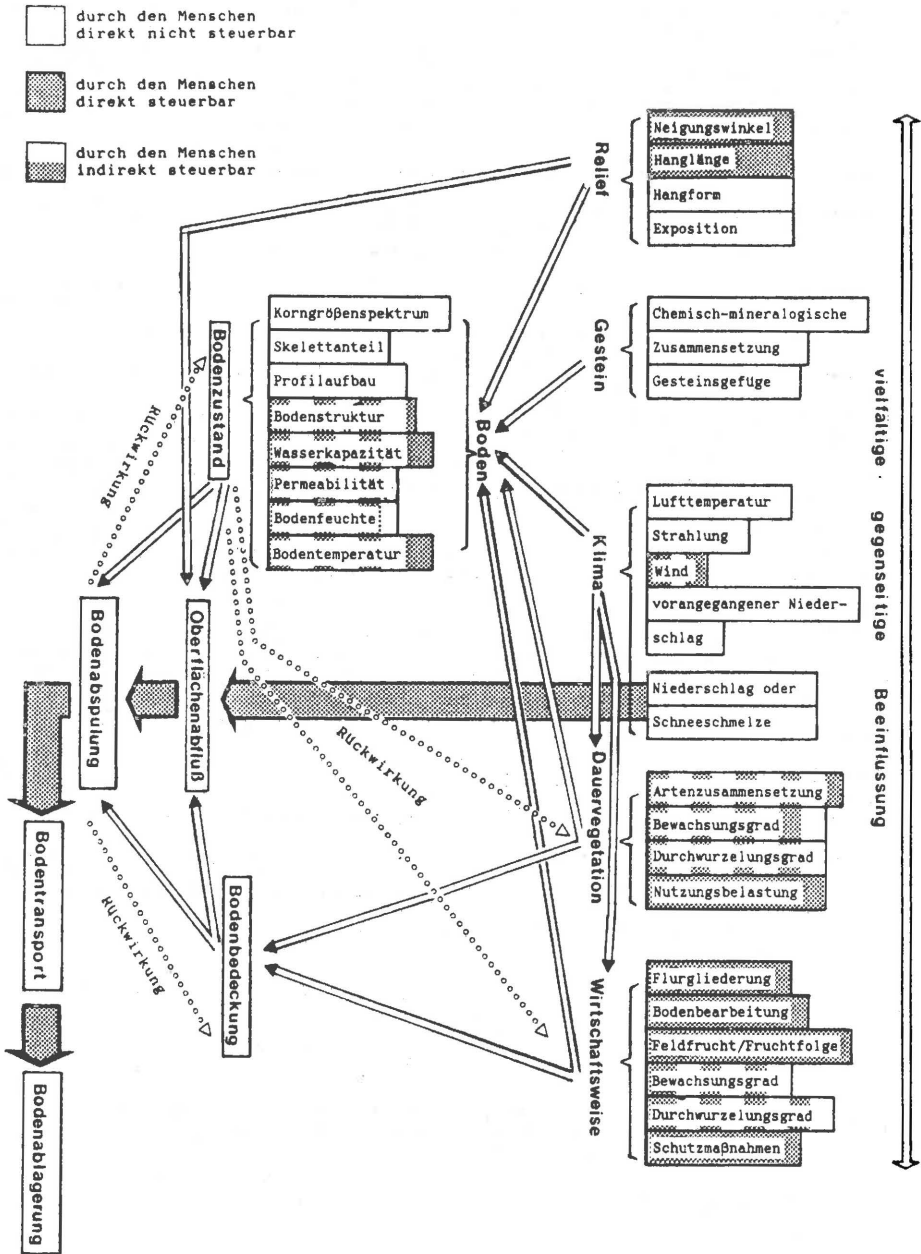 durch den Menschen
direkt nicht steuerbar
durch den Menschen
direkt steuerbar
durch den Menschen
indirekt steuerbar
vielfältige · gegenseitige Beeinflussung
Neigungswinkel
Hanglänge
Hangform
Exposition
Relief
Chemisch-mineralogische
Zusammensetzung
Gesteinsgefüge
Gestein
Lufttemperatur
Strahlung
Wind
vorangegangener Nieder-
schlag
Niederschlag oder
Schneeschmelze
Klima
Artenzusammensetzung
Bewachsungsgrad
Durchwurzelungsgrad
Nutzungsbelastung
Dauervegetation
Flurgliederung
Bodenbearbeitung
Feldfrucht/Fruchtfolge
Bewachsungsgrad
Durchwurzelungsgrad
Schutzmaßnahmen
Wirtschaftsweise
Boden
Korngrößenspektrum
Skelettanteil
Profilaufbau
Bodenstruktur
Wasserkapazität
Permeabilität
Bodenfeuchte
Bodentemperatur
Bodenzustand
Rückwirkung
Rückwirkung
Rückwirkung
Oberflächenabfluß
Bodenabspülung
Bodenbedeckung
Bodentransport
Bodenablagerung